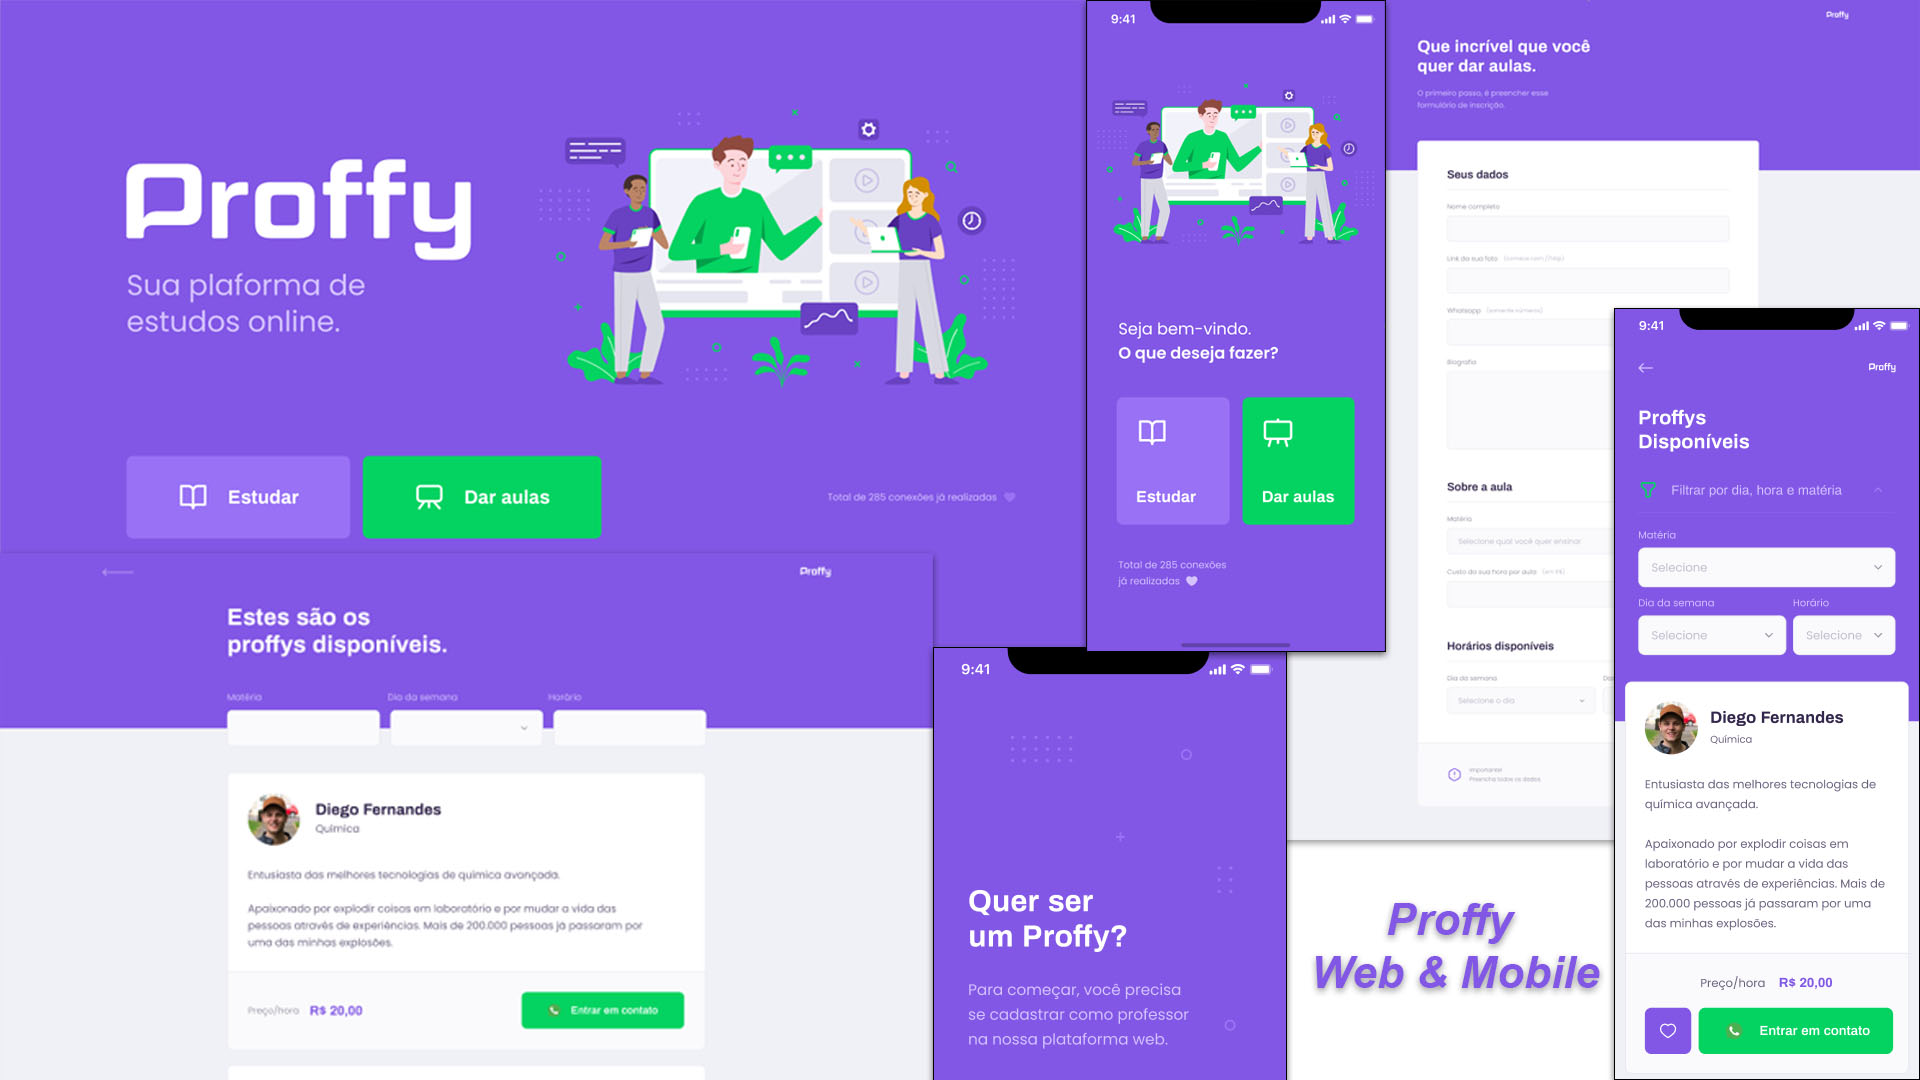 Proffy
Sua plaforma de
estudos online.
Estudar
Dar aulas
Total de 285 conexões já realizadas
9:41
Seja bem-vindo.
O que deseja fazer?
Estudar
Dar aulas
Total de 285 conexões
já realizadas
Proffy
Que incrível que você
quer dar aulas.
O primeiro passo, é preencher esse
formulário de inscrição.
Seus dados
Nome completo
Link da sua foto (comece com //http)
Whatsapp (somente números)
Biografia
Sobre a aula
Matéria
Selecione qual você quer ensinar
Custo da sua hora por aula (em R$)
Horários disponíveis
Dia da semana
Selecione o dia
Importante!
Preencha todos os dados
Proffy
Estes são os
proffys disponíveis.
Matéria
Dia da semana
Horário
Diego Fernandes
Química
Entusiasta das melhores tecnologias de química avançada.
Apaixonado por explodir coisas em laboratório e por mudar a vida das
pessoas através de experiências. Mais de 200.000 pessoas já passaram por
uma das minhas explosões.
Preço/hora R$ 20,00
Entrar em contato
9:41
Quer ser
um Proffy?
Para começar, você precisa
se cadastrar como professor
na nossa plataforma web.
Proffy
Web & Mobile
9:41
Proffy
Proffys
Disponíveis
Filtrar por dia, hora e matéria
Matéria
Selecione
Dia da semana
Horário
Selecione
Selecione
Diego Fernandes
Química
Entusiasta das melhores tecnologias de
química avançada.
Apaixonado por explodir coisas em
laboratório e por mudar a vida das
pessoas através de experiências. Mais de
200.000 pessoas já passaram por uma
das minhas explosões.
Preço/hora R$ 20,00
Entrar em contato